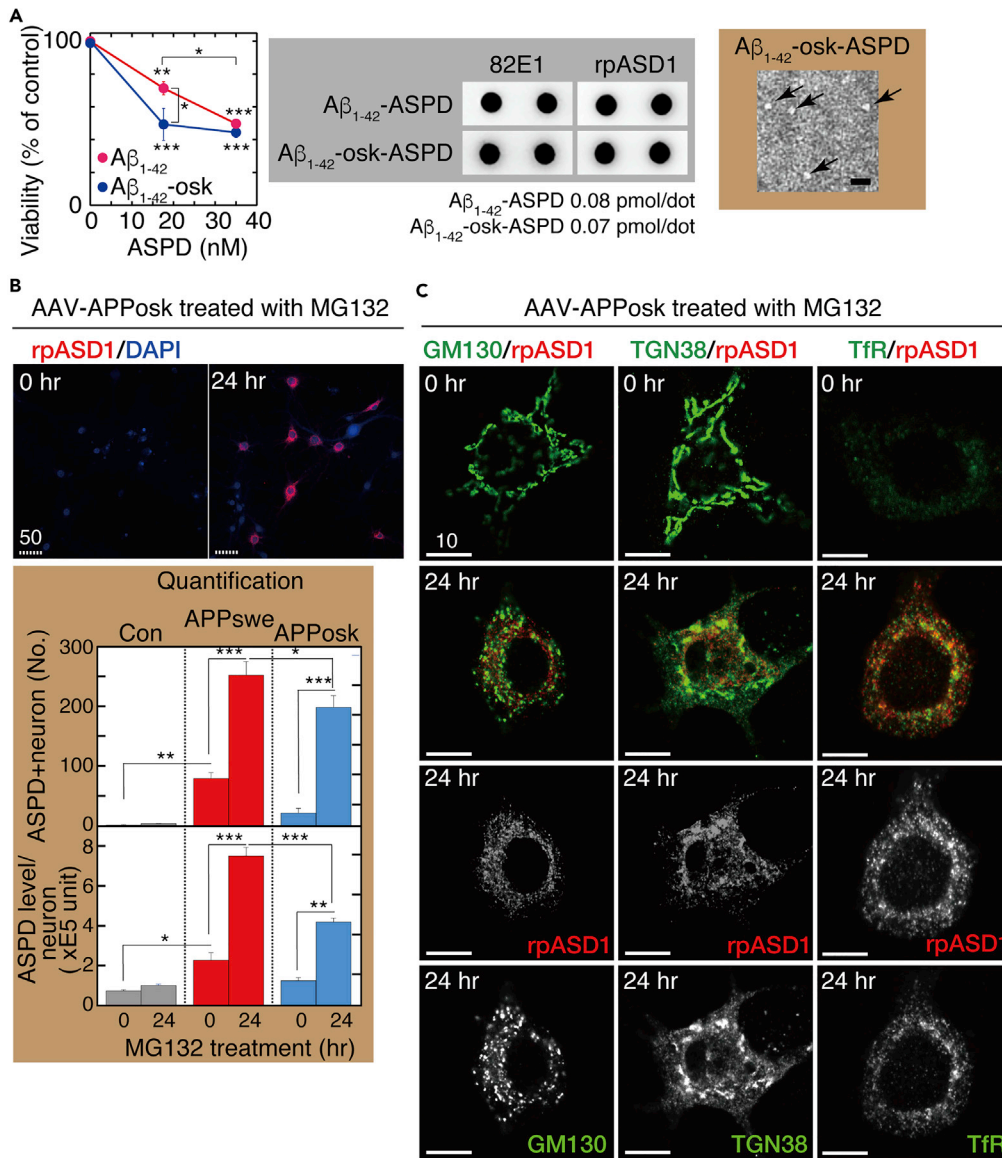 A
Viability (% of control)
100
0
0 10 20 30 40
ASPD (nM)
*
**
*
***
***
***
Aβ1-42
Aβ1-42-osk
82E1 rpASD1
Aβ1-42-ASPD
Aβ1-42-osk-ASPD
Aβ1-42-ASPD 0.08 pmol/dot
Aβ1-42-osk-ASPD 0.07 pmol/dot
Aβ1-42-osk-ASPD
B
AAV-APPosk treated with MG132
rpASD1/DAPI
0 hr
24 hr
50
Quantification
Con APPswe APPosk
ASPD+neuron (No.)
300
200
100
0
*** *
***
**
ASPD level/
neuron
( xE5 unit)
8
6
4
2
0
*** ***
**
*
0 24 0 24 0 24
MG132 treatment (hr)
C
AAV-APPosk treated with MG132
GM130/rpASD1 TGN38/rpASD1 TfR/rpASD1
0 hr 0 hr 0 hr
10
24 hr 24 hr 24 hr
24 hr 24 hr 24 hr
rpASD1 rpASD1 rpASD1
24 hr 24 hr 24 hr
GM130 TGN38 TfR